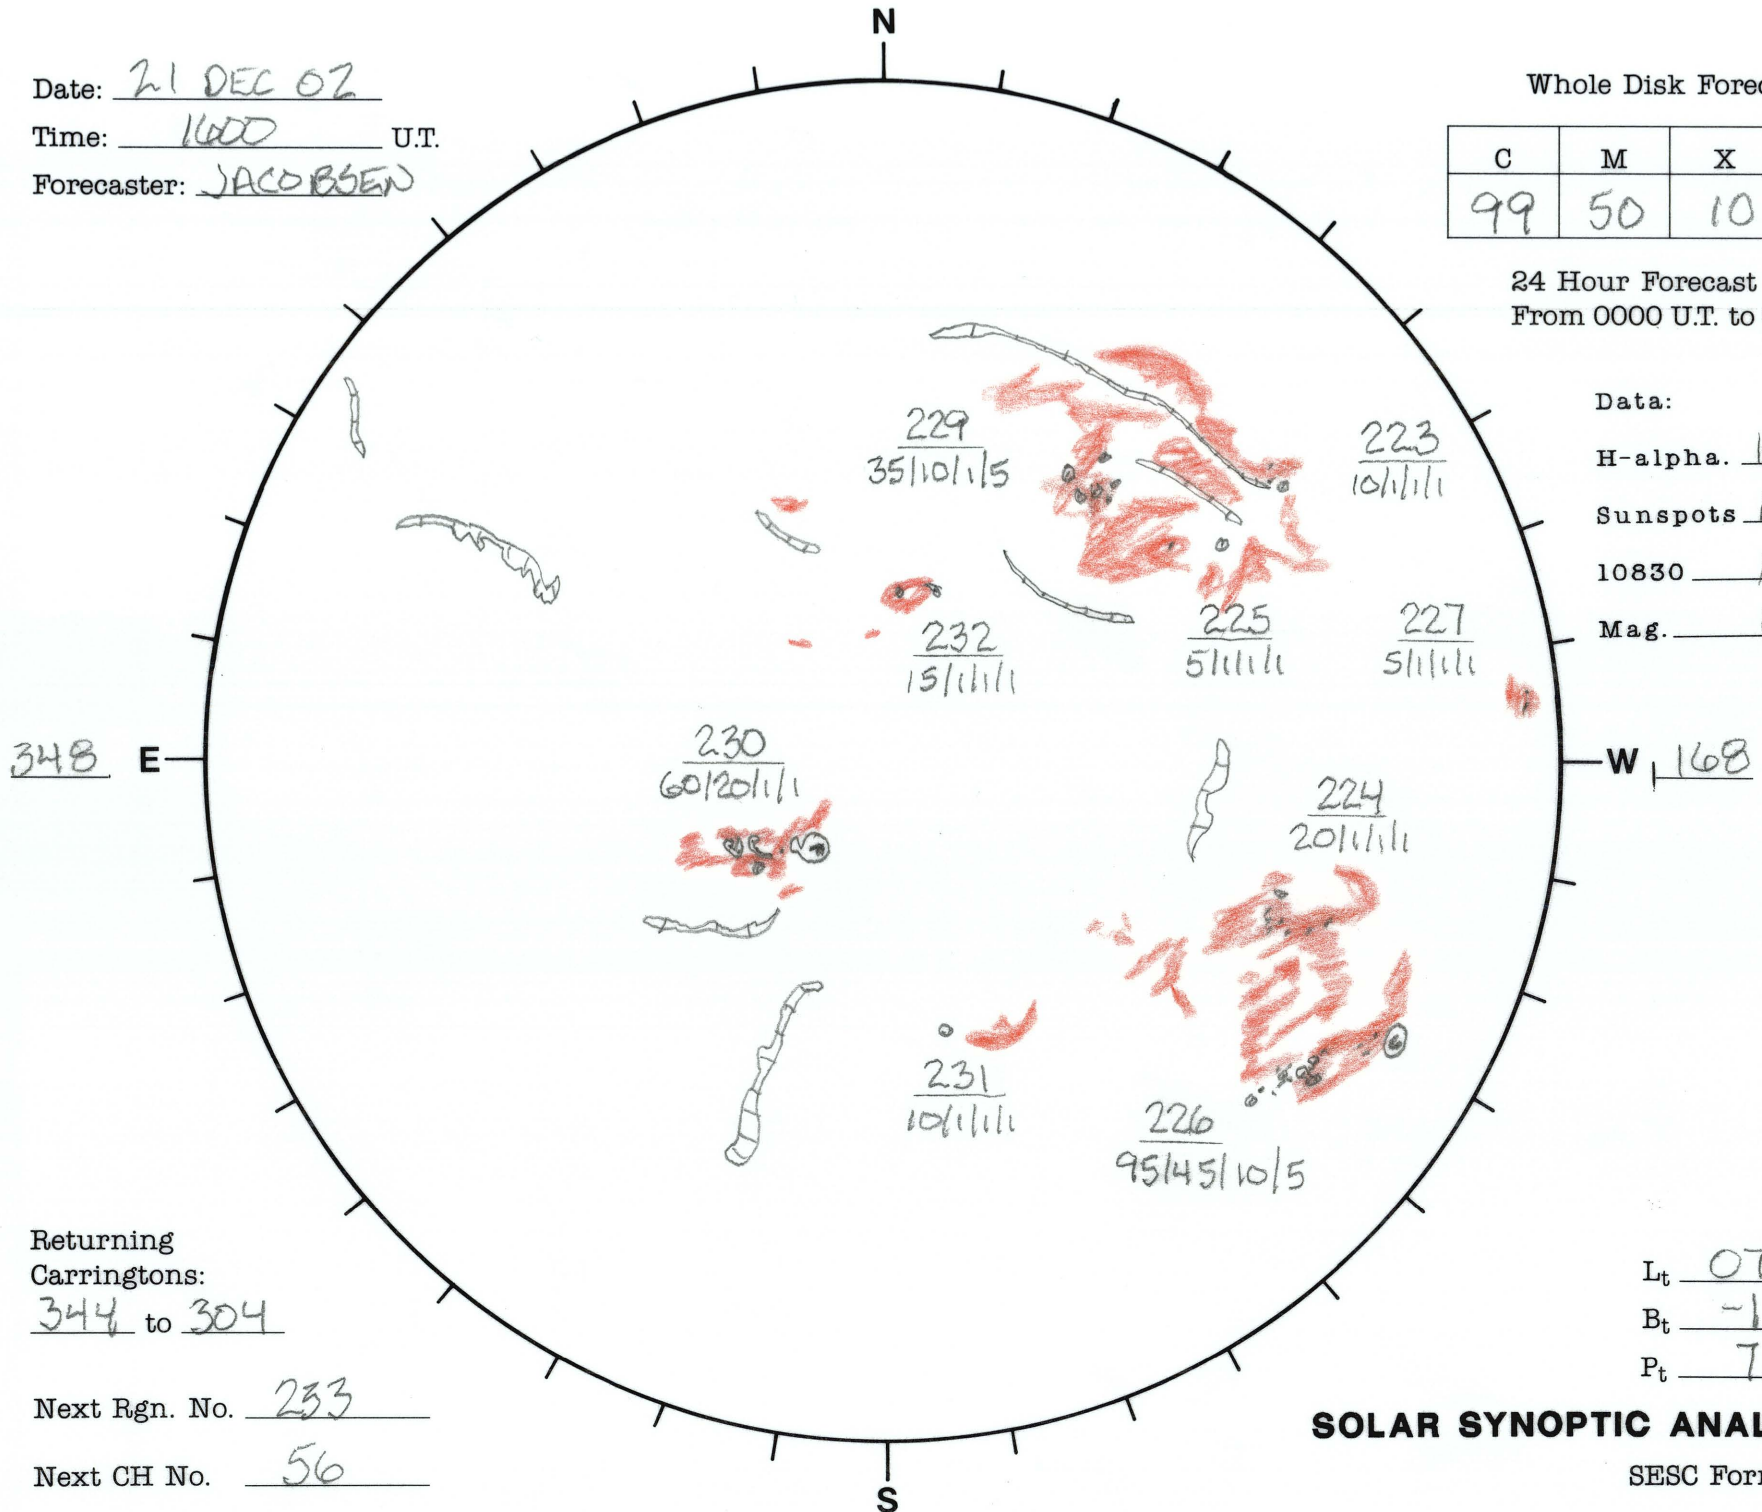 N
Date: 21 DEC 02
Time: 1600 U.T.
Forecaster: JACOBSEN
Whole Disk Forec
C M X
99 50 10
24 Hour Forecast
From 0000 U.T. to
Data:
H-alpha.
Sunspots
10830
Mag.
229
35/10/1/5
223
10/1/1/1
232
15/1/1/1
225
5/1/1/1
227
5/1/1/1
348 E
W 168
230
60/20/1/1
224
20/1/1/1
231
10/1/1/1
226
95/45/10/5
Returning
Carringtons:
344 to 304
Next Rgn. No. 233
Next CH No. 56
Lt 07
Bt -1
Pt 7
SOLAR SYNOPTIC ANAL
SESC For
S